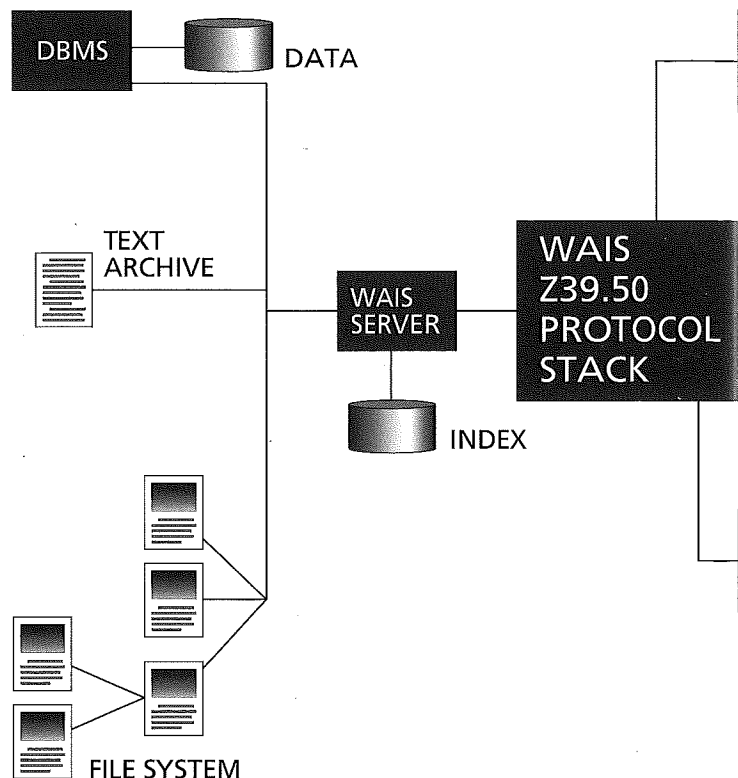 DBMS
DATA
TEXT
ARCHIVE
WAIS
SERVER
WAIS
Z39.50
PROTOCOL
STACK
INDEX
FILE SYSTEM